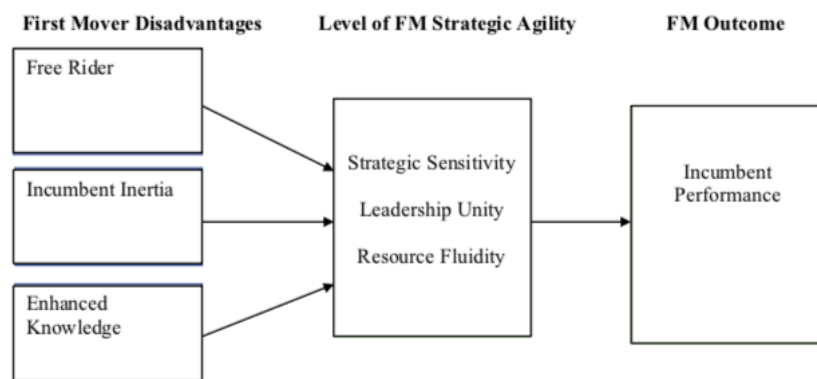 First Mover Disadvantages
Level of FM Strategic Agility
FM Outcome
Free Rider
Incumbent Inertia
Enhanced
Knowledge
Strategic Sensitivity
Leadership Unity
Resource Fluidity
Incumbent
Performance